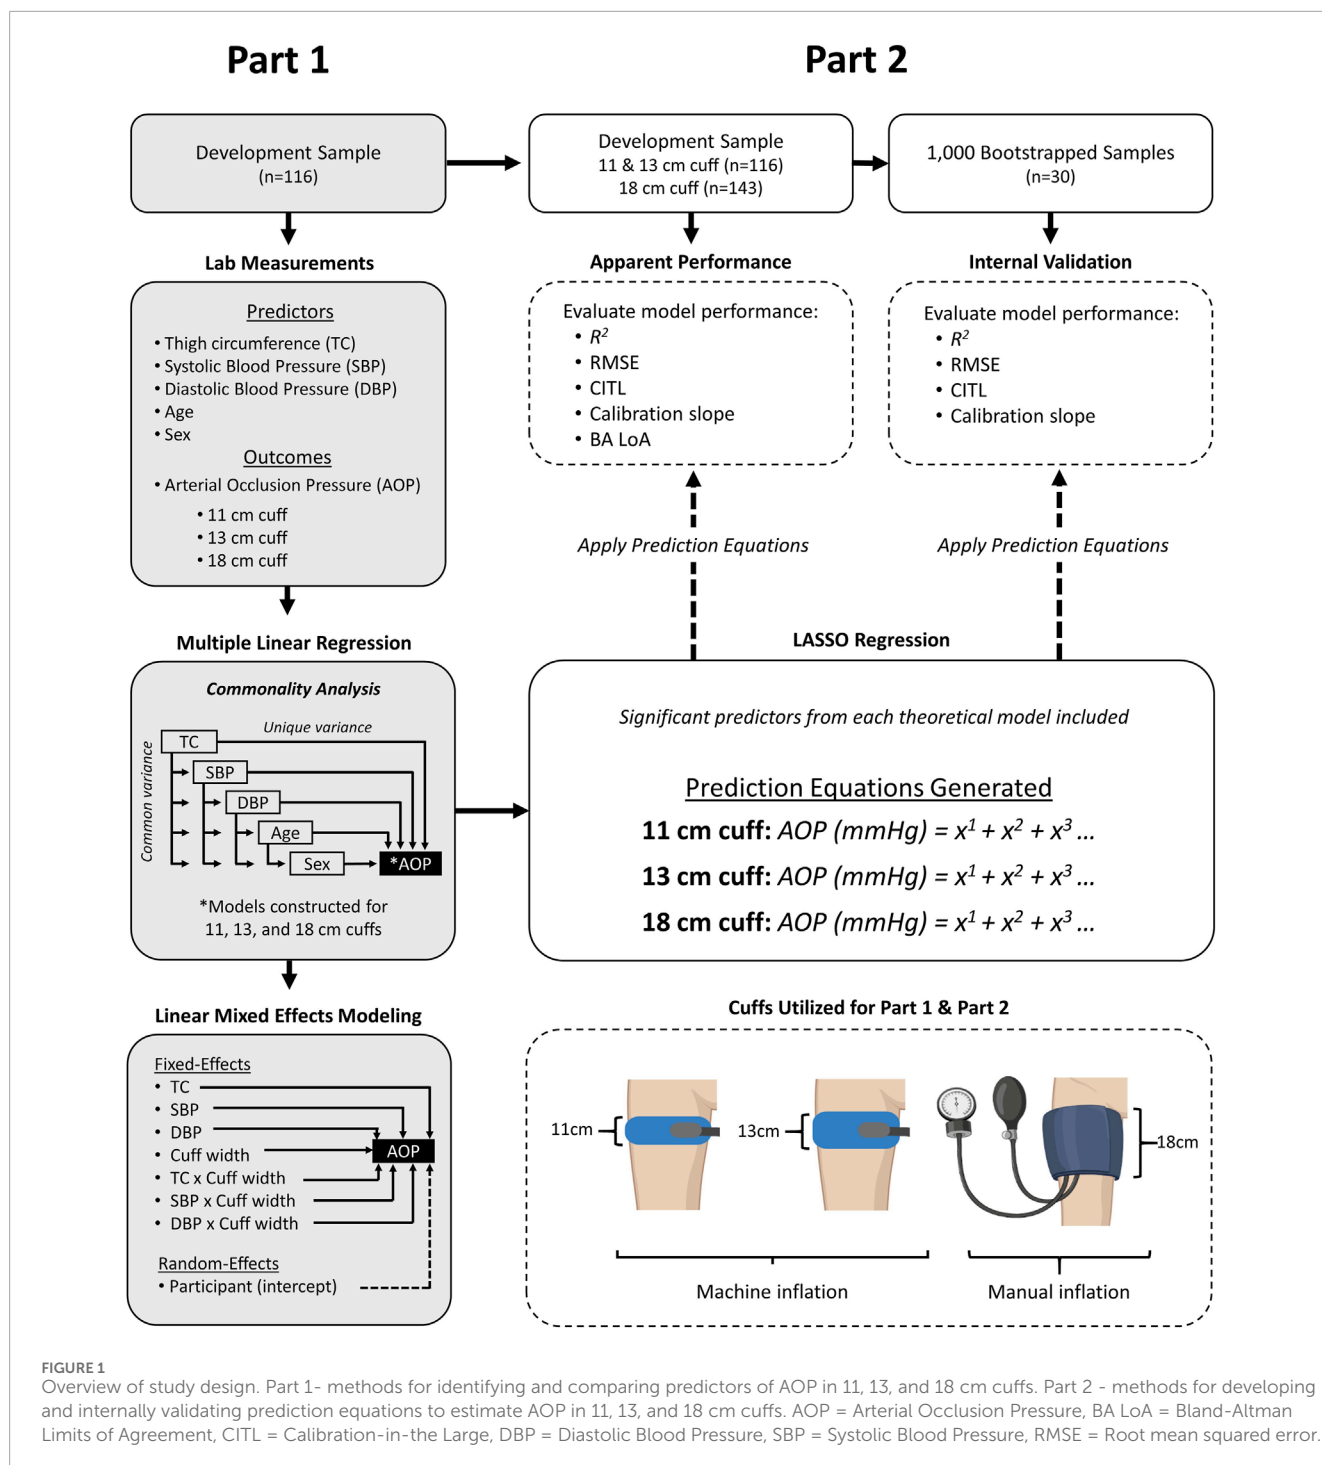 Part 1
Part 2
Development Sample
(n=116)
Development Sample
11 & 13 cm cuff (n=116)
18 cm cuff (n=143)
1,000 Bootstrapped Samples
(n=30)
Lab Measurements
Predictors
• Thigh circumference (TC)
• Systolic Blood Pressure (SBP)
• Diastolic Blood Pressure (DBP)
• Age
• Sex
Outcomes
• Arterial Occlusion Pressure (AOP)
• 11 cm cuff
• 13 cm cuff
• 18 cm cuff
Apparent Performance
Evaluate model performance:
• R²
• RMSE
• CITL
• Calibration slope
• BA LoA
Internal Validation
Evaluate model performance:
• R²
• RMSE
• CITL
• Calibration slope
Apply Prediction Equations
Apply Prediction Equations
Multiple Linear Regression
Commonality Analysis
Unique variance
Common variance
TC
SBP
DBP
Age
Sex
*AOP
*Models constructed for
11, 13, and 18 cm cuffs
LASSO Regression
Significant predictors from each theoretical model included
Prediction Equations Generated
11 cm cuff: AOP (mmHg) = x¹ + x² + x³ ...
13 cm cuff: AOP (mmHg) = x¹ + x² + x³ ...
18 cm cuff: AOP (mmHg) = x¹ + x² + x³ ...
Linear Mixed Effects Modeling
Fixed-Effects
• TC
• SBP
• DBP
• Cuff width
• TC x Cuff width
• SBP x Cuff width
• DBP x Cuff width
AOP
Random-Effects
• Participant (intercept)
Cuffs Utilized for Part 1 & Part 2
11cm
13cm
18cm
Machine inflation
Manual inflation
FIGURE 1
Overview of study design. Part 1- methods for identifying and comparing predictors of AOP in 11, 13, and 18 cm cuffs. Part 2 - methods for developing
and internally validating prediction equations to estimate AOP in 11, 13, and 18 cm cuffs. AOP = Arterial Occlusion Pressure, BA LoA = Bland-Altman
Limits of Agreement, CITL = Calibration-in-the Large, DBP = Diastolic Blood Pressure, SBP = Systolic Blood Pressure, RMSE = Root mean squared error.